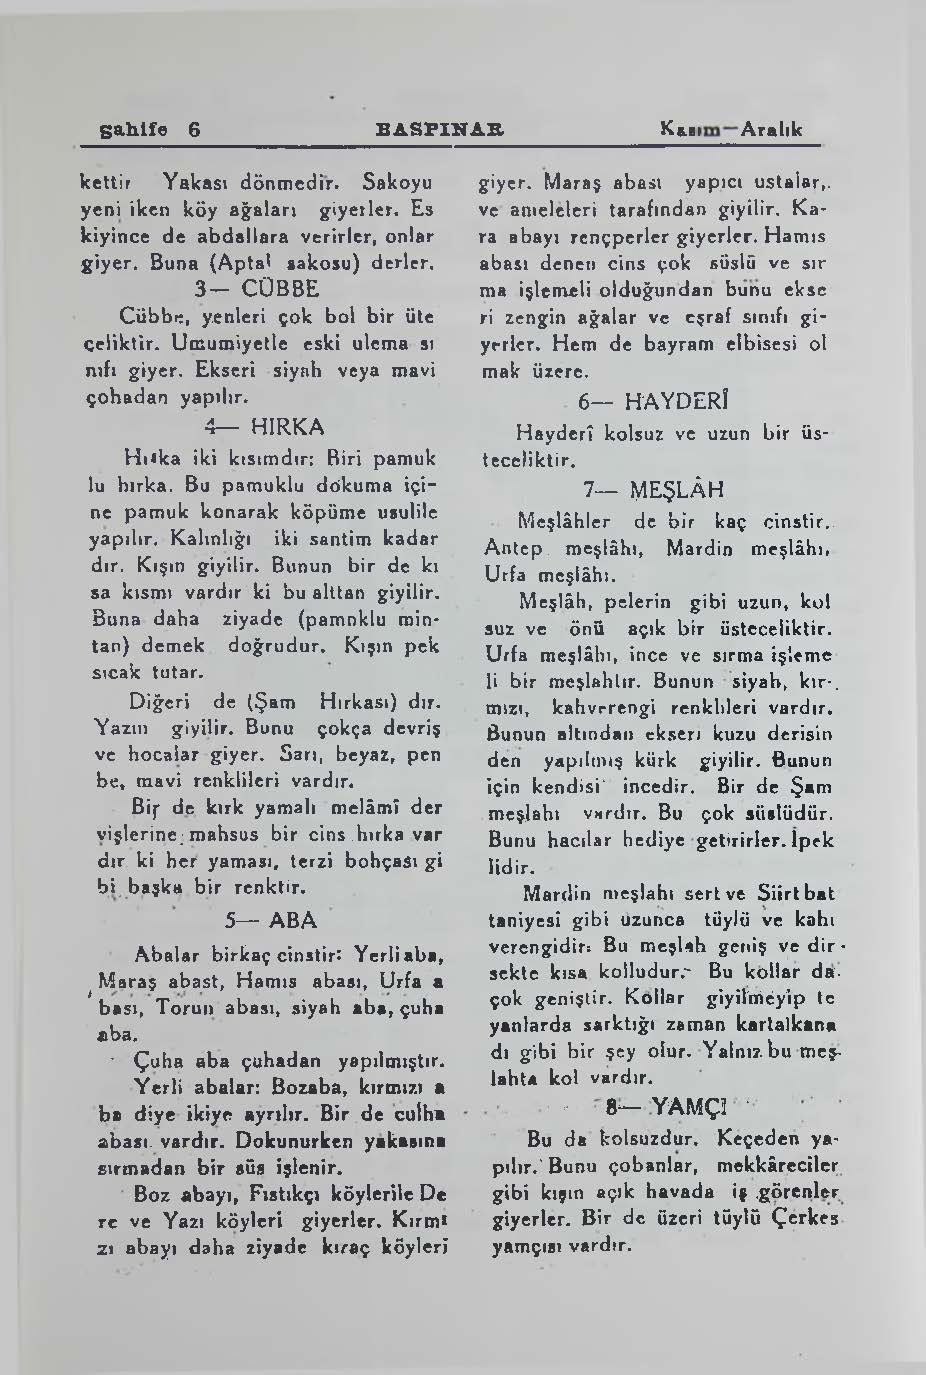 Sahife 6
BAŞPINAR
Kasım—Aralık
kettir Yakası dönmedir. Sakoyu
yeni iken köy ağaları giyerler. Es
kiyince de abdallara verirler, onlar
giyer. Buna (Aptal sakosu) derler.
3— CÜBBE
Cübbe, yenleri çok bol bir üte
çeliktir. Umumiyetle eski ulema sı
nıfı giyer. Ekseri siyah veya mavi
çohadan yapılır.
4— HIRKA
Hırka iki kısımdır: Biri pamuk
lu hırka. Bu pamuklu dokuma içi-
ne pamuk konarak köpüme usulile
yapılır. Kalınlığı iki santim kadar
dır. Kışın giyilir. Bunun bir de kı
sa kısmı vardır ki bu alttan giyilir.
Buna daha ziyade (pamnklu min-
tan) demek doğrudur. Kışın pek
sıcak tutar.
Diğeri de (Şam Hırkası) dır.
Yazın giyilir. Bunu çokça devriş
ve hocalar giyer. Sarı, beyaz, pen
be, mavi renklileri vardır.
Bir de kırk yamalı melâmî der
vişlerine mahsus bir cins hırka var
dır ki her yaması, terzi bohçası gi
bi başka bir renktir.
5— ABA
Abalar birkaç cinstir: Yerli aba,
Maraş abast, Hamıs abası, Urfa a
bası, Torun abası, siyah aba, çuha
aba.
Çuha aba çuhadan yapılmıştır.
Yerli abalar: Bozaba, kırmızı a
ba diye ikiye ayrılır. Bir de culha
abası vardır. Dokunurken yakasına
sırmadan bir süs işlenir.
Boz abayı, Fıstıkçı köylerile De
re ve Yazı köyleri giyerler. Kırmı
zı abayı daha ziyade kıraç köyleri
giyer. Maraş abası yapıcı ustalar,
ve ameleleri tarafından giyilir. Ka-
ra abayı rençperler giyerler. Hamıs
abası denen cins çok süslü ve sır
ma işlemeli olduğundan bunu ekse
ri zengin ağalar ve eşraf sınıfı gi-
yerler. Hem de bayram elbisesi ol
mak üzere.
6— HAYDERÎ
Hayderî kolsuz ve uzun bir üs-
teceliktir.
7— MEŞLÂH
Meşlâhler de bir kaç cinstir.
Antep meşlâhı, Mardin meşlâhı,
Urfa meşlâhı.
Meşlâh, pelerin gibi uzun, kol
suz ve önü açık bir üsteceliktir.
Urfa meşlâhı, ince ve sırma işleme
li bir meşlahtır. Bunun siyah, kır-
mızı, kahverengi renklileri vardır.
Bunun altından ekseri kuzu derisin
den yapılmış kürk giyilir. Bunun
için kendisi incedir. Bir de Şam
meşlahı vardır. Bu çok süslüdür.
Bunu hacılar hediye getirirler. İpek
lidir.
Mardin meşlahı sert ve Siirt bat
taniyesi gibi uzunca tüylü ve kahı
verengidir: Bu meşlah geniş ve dir-
sekte kısa kolludur. Bu kollar da
çok geniştir. Kollar giyilmeyip te
yanlarda sarktığı zaman kartalkana
dı gibi bir şey olur. Yalnız bu meş-
lahta kol vardır.
8— YAMÇI
Bu da kolsuzdur. Keçeden ya-
pılır. Bunu çobanlar, mekkâreciler
gibi kışın açık havada iş görenler
giyerler. Bir de üzeri tüylü Çerkes
yamçısı vardır.